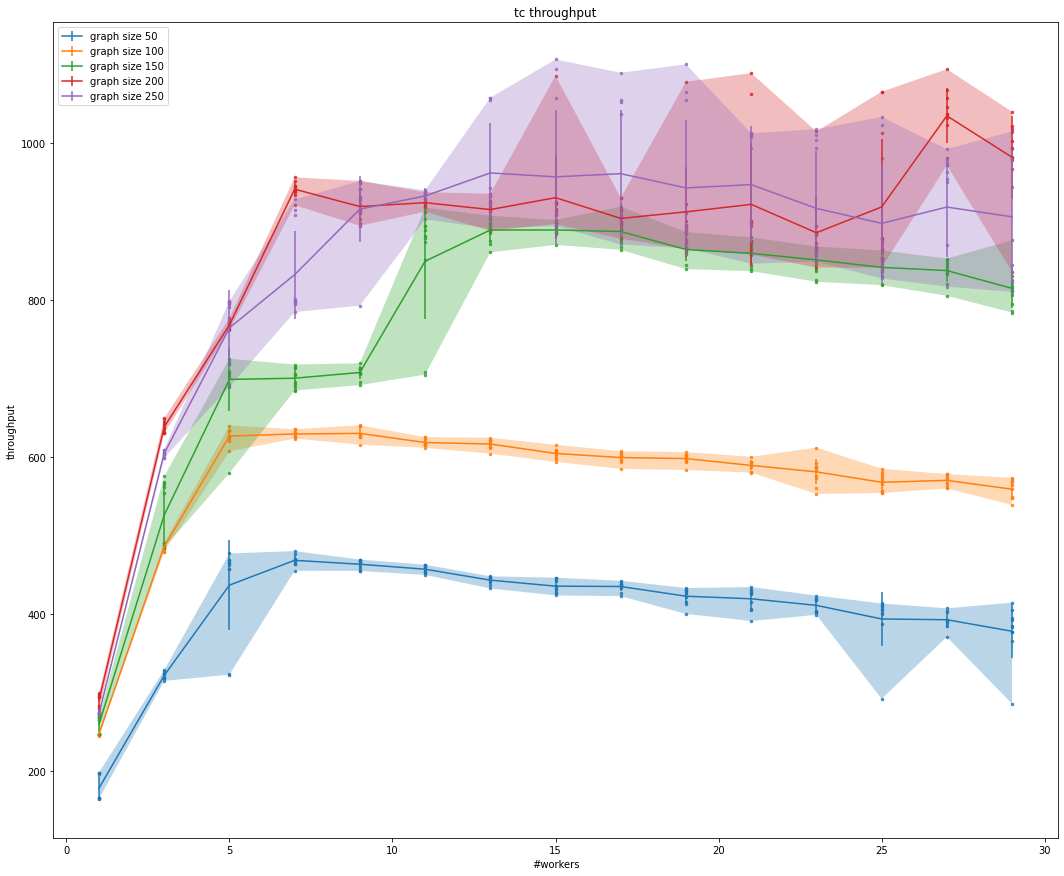 tc throughput
graph size 50
graph size 100
graph size 150
graph size 200
graph size 250
throughput
1000
800
600
400
200
0
5
10
15
20
25
30
#workers